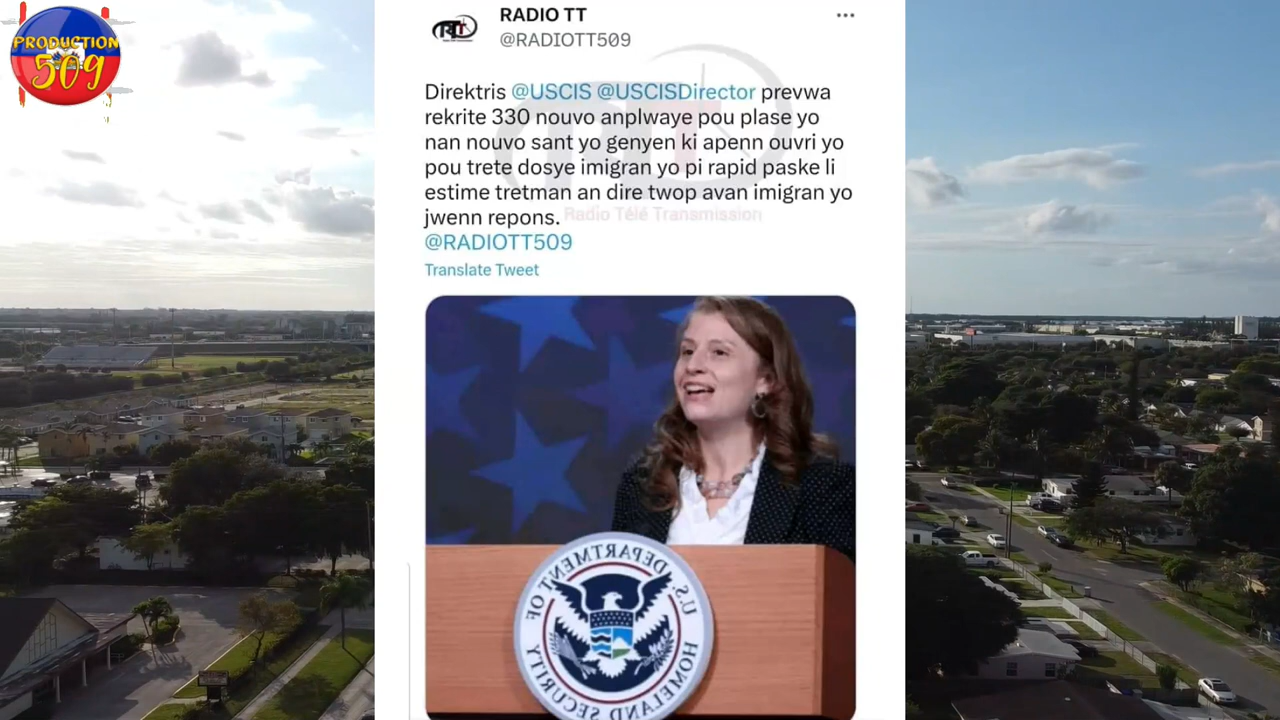 PRODUCTION
509
RADIO TT
@RADIOTT509
Direktris @USCIS @USCISDirector prevwa
rekrite 330 nouvo anplwaye pou plase yo
nan nouvo sant yo genyen ki apenn ouvri yo
pou trete dosye imigran yo pi rapid paske li
estime tretman an dire twop avan imigran yo
jwenn repons.
Radio Télé Transmission
@RADIOTT509
Translate Tweet
U.S. DEPARTMENT OF
HOMELAND SECURITY